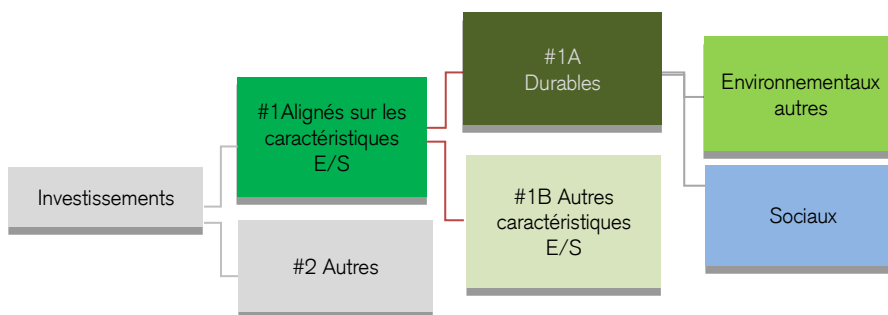 Investissements
#1Alignés sur les
caractéristiques
E/S
#2 Autres
#1A
Durables
#1B Autres
caractéristiques
E/S
Environnementaux
autres
Sociaux